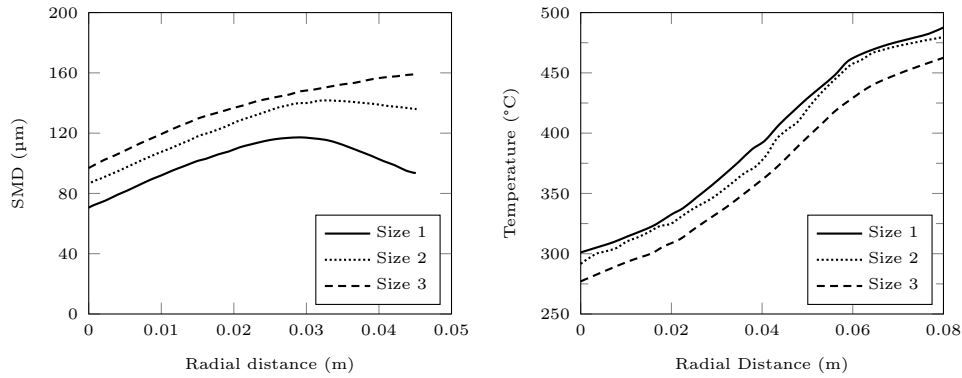 200
160
120
80
40
0
SMD (µm)
0 0.01 0.02 0.03 0.04 0.05
Radial distance (m)
Size 1
Size 2
Size 3
500
450
400
350
300
250
Temperature (°C)
0 0.02 0.04 0.06 0.08
Radial Distance (m)
Size 1
Size 2
Size 3